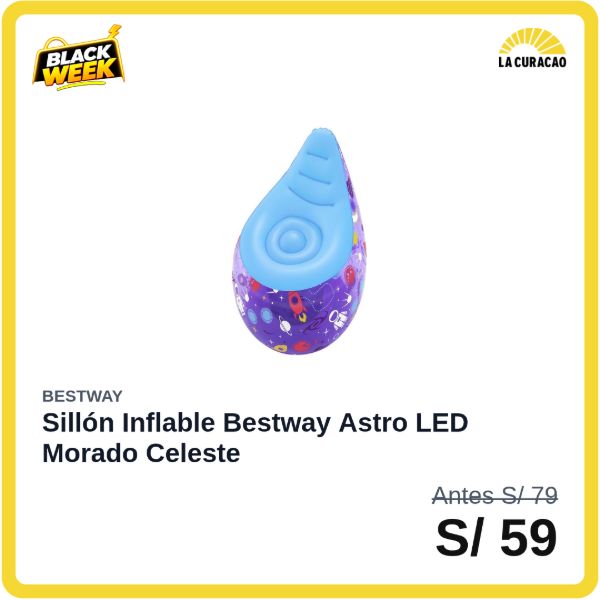 BLACK
WEEK
LA CURACAO
BESTWAY
Sillón Inflable Bestway Astro LED
Morado Celeste
Antes S/ 79
S/ 59